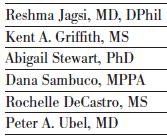 Reshma Jagsi, MD, DPhil
Kent A. Griffith, MS
Abigail Stewart, PhD
Dana Sambuco, MPPA
Rochelle DeCastro, MS
Peter A. Ubel, MD